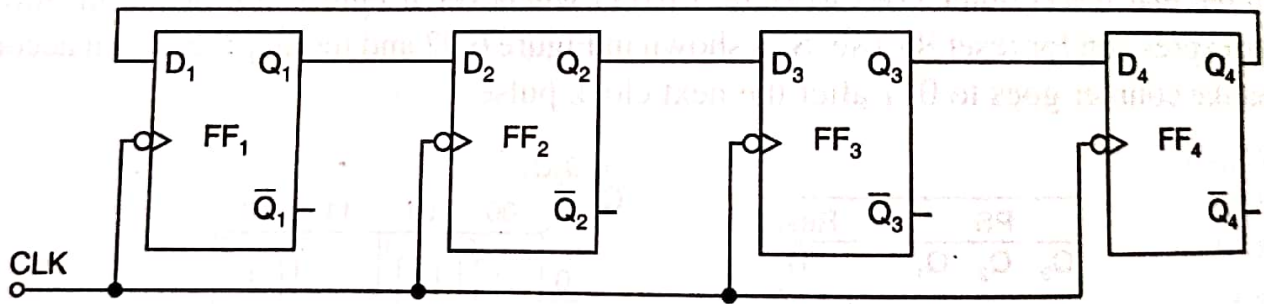 D₁ Q₁ D₂ Q₂ D₃ Q₃ D₄ Q₄
FF₁ FF₂ FF₃ FF₄
Q̅₁ Q̅₂ Q̅₃ Q̅₄
CLK